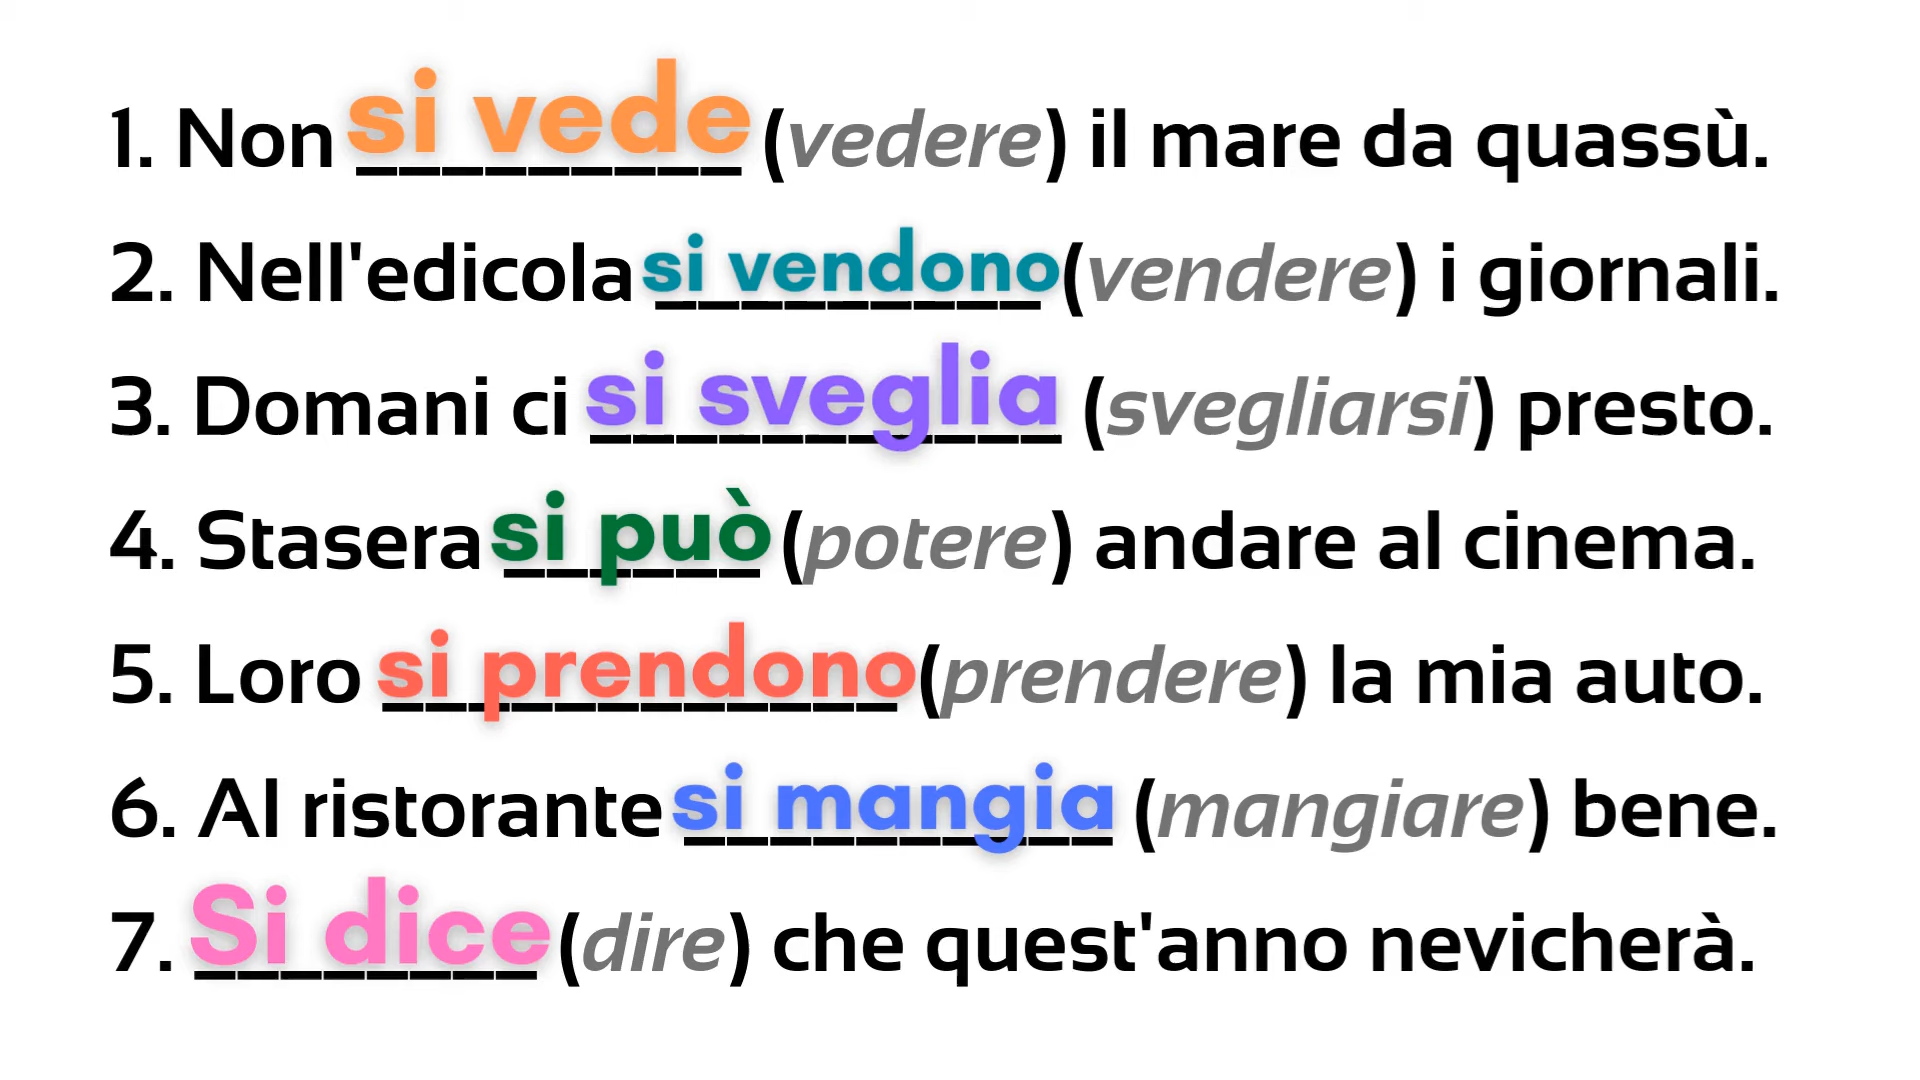 1. Non si vede (vedere) il mare da quassù.
2. Nell'edicola si vendono (vendere) i giornali.
3. Domani ci si sveglia (svegliarsi) presto.
4. Stasera si può (potere) andare al cinema.
5. Loro si prendono (prendere) la mia auto.
6. Al ristorante si mangia (mangiare) bene.
7. Si dice (dire) che quest'anno nevicherà.